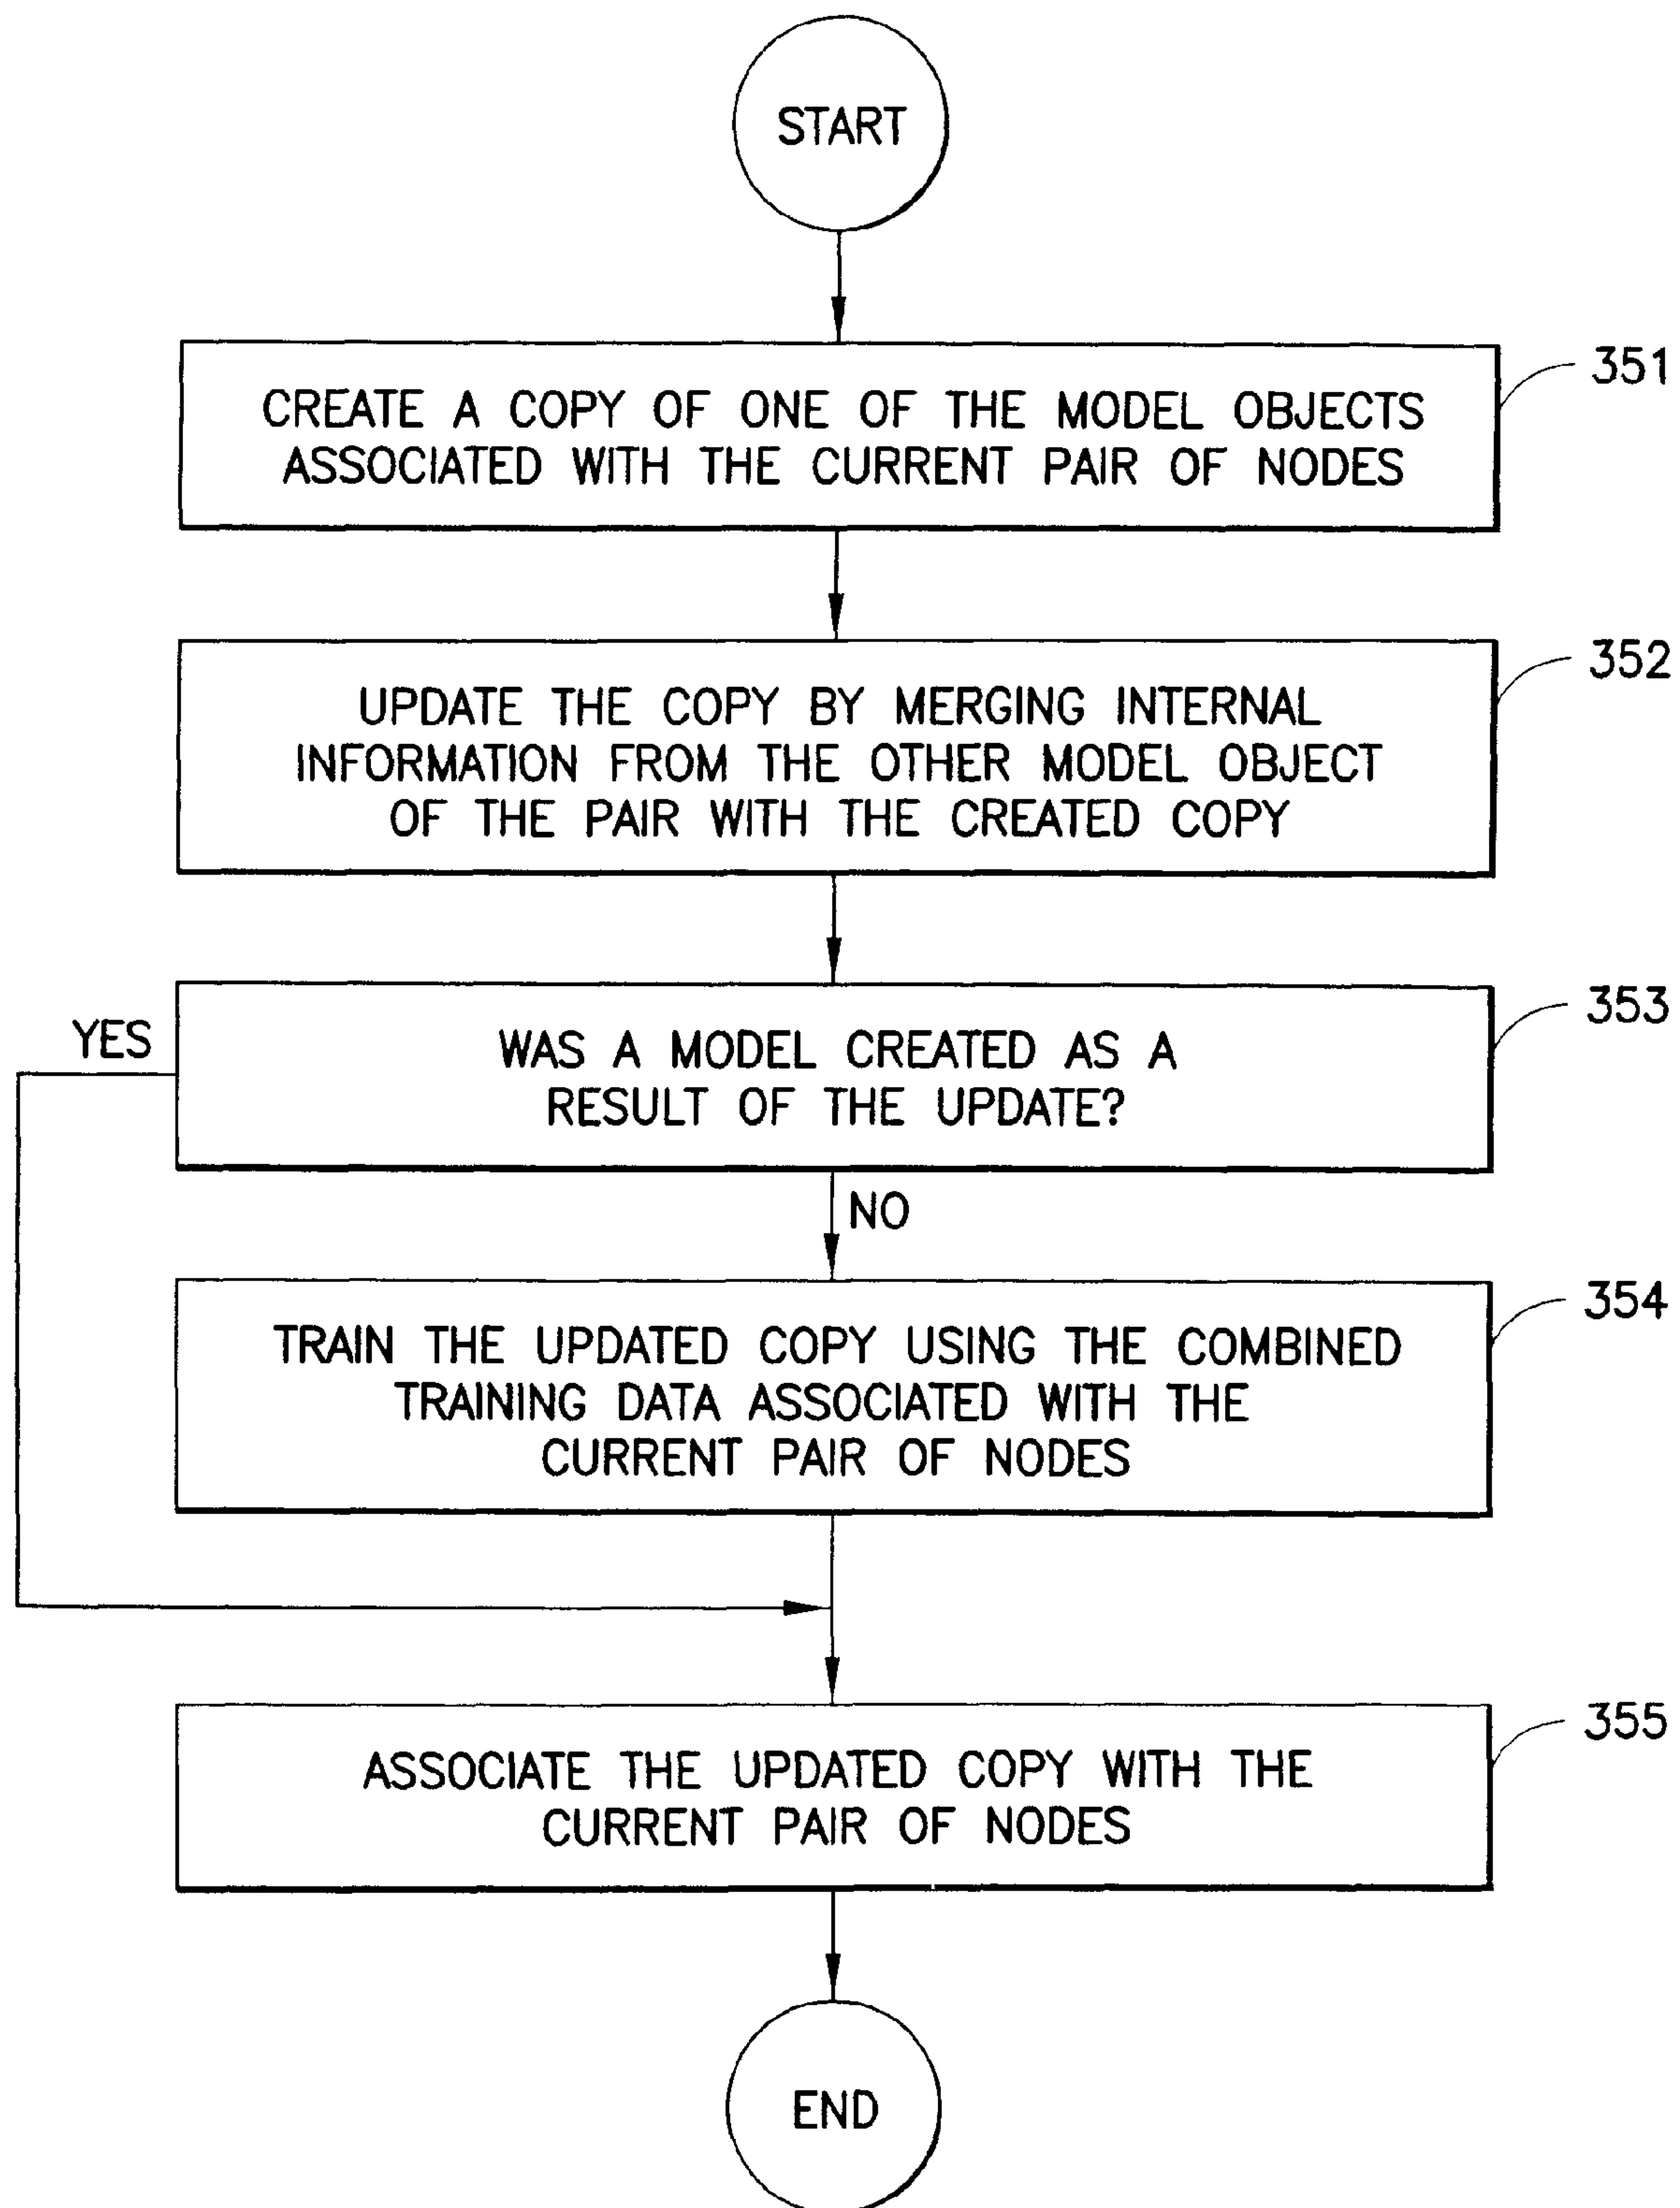 START
351
CREATE A COPY OF ONE OF THE MODEL OBJECTS
ASSOCIATED WITH THE CURRENT PAIR OF NODES
352
UPDATE THE COPY BY MERGING INTERNAL
INFORMATION FROM THE OTHER MODEL OBJECT
OF THE PAIR WITH THE CREATED COPY
353
YES
WAS A MODEL CREATED AS A
RESULT OF THE UPDATE?
NO
354
TRAIN THE UPDATED COPY USING THE COMBINED
TRAINING DATA ASSOCIATED WITH THE
CURRENT PAIR OF NODES
355
ASSOCIATE THE UPDATED COPY WITH THE
CURRENT PAIR OF NODES
END